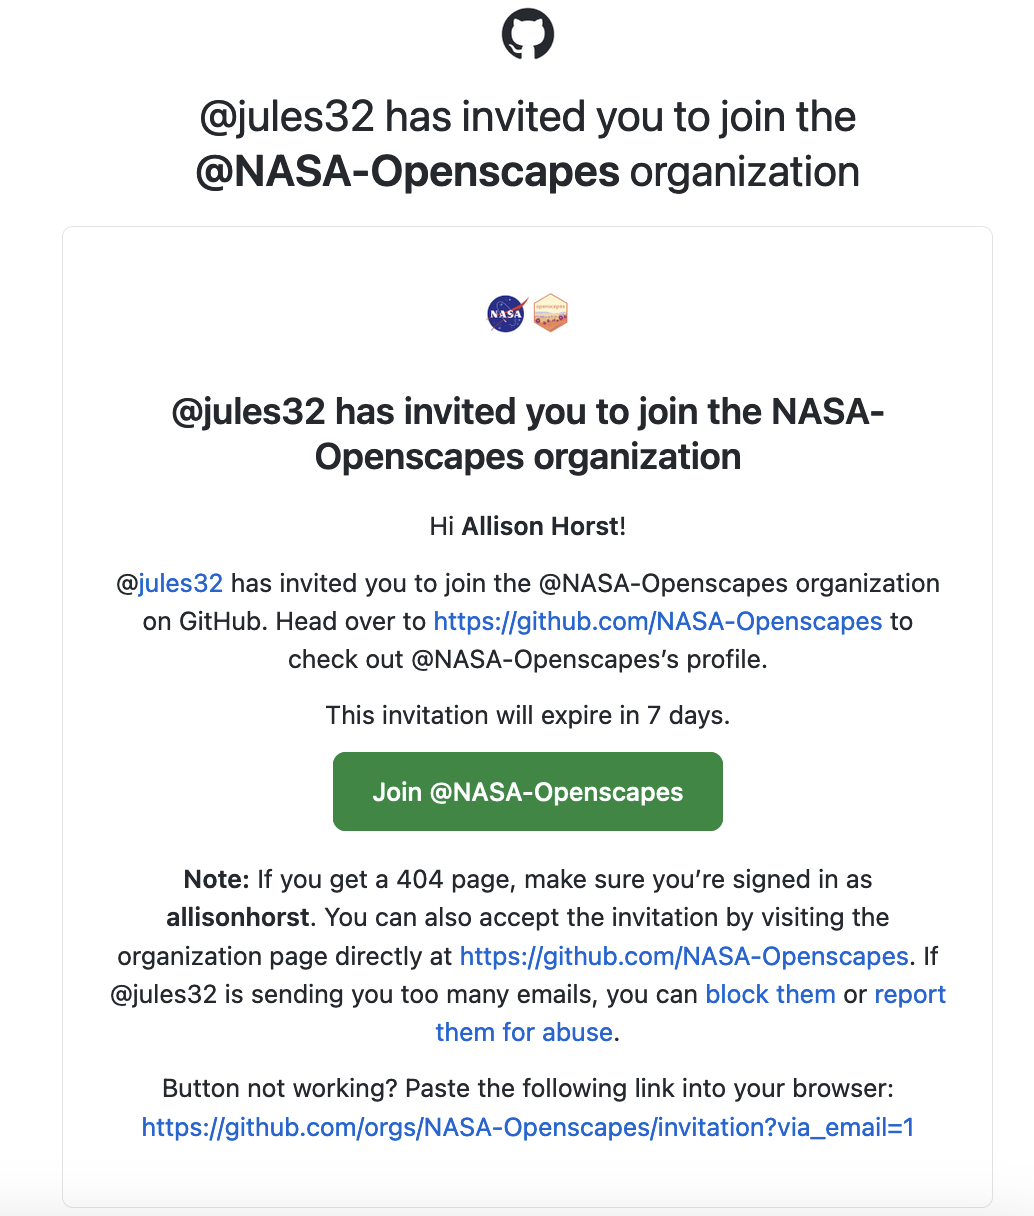 @jules32 has invited you to join the
@NASA-Openscapes organization
NASA
openscapes
@jules32 has invited you to join the NASA-
Openscapes organization
Hi Allison Horst!
@jules32 has invited you to join the @NASA-Openscapes organization
on GitHub. Head over to https://github.com/NASA-Openscapes to
check out @NASA-Openscapes’s profile.
This invitation will expire in 7 days.
Join @NASA-Openscapes
Note: If you get a 404 page, make sure you’re signed in as
allisonhorst. You can also accept the invitation by visiting the
organization page directly at https://github.com/NASA-Openscapes. If
@jules32 is sending you too many emails, you can block them or report
them for abuse.
Button not working? Paste the following link into your browser:
https://github.com/orgs/NASA-Openscapes/invitation?via_email=1